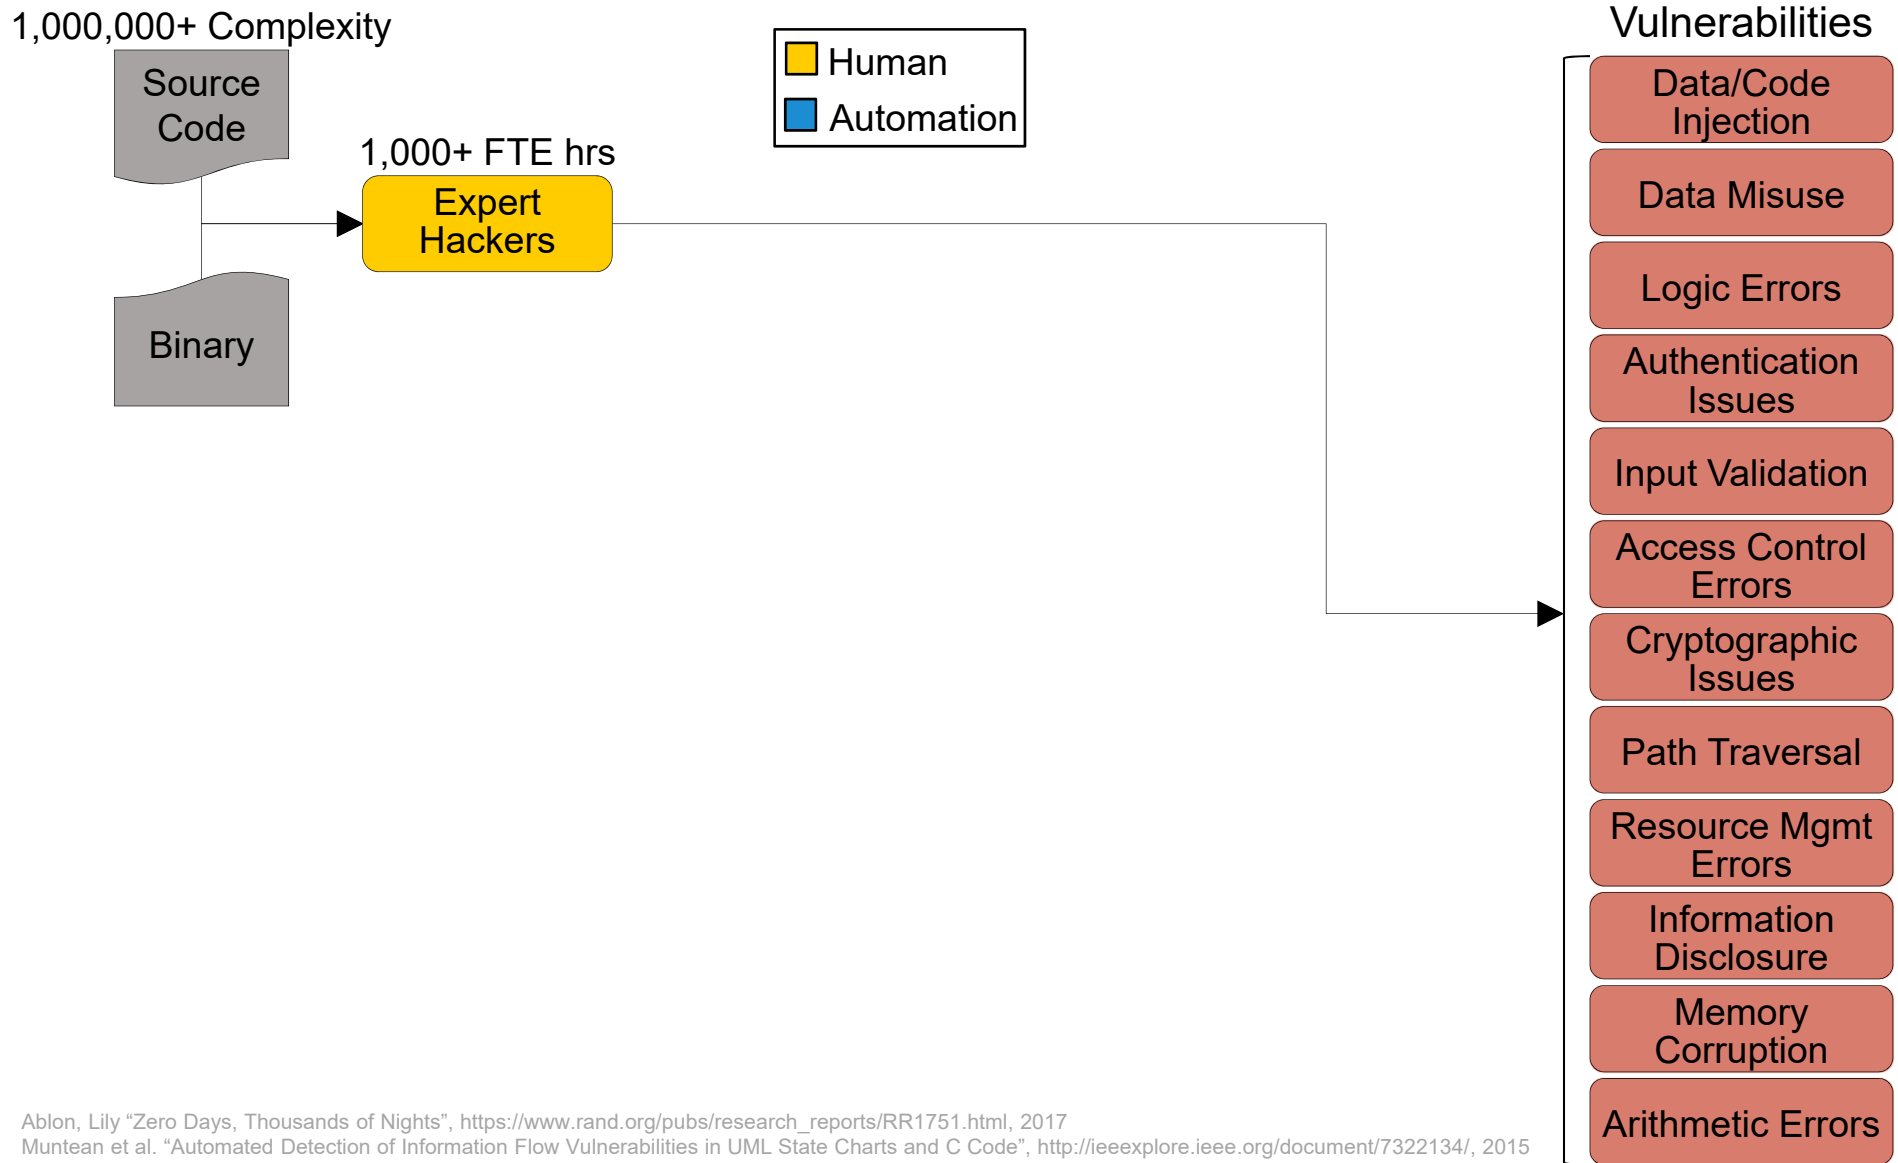 1,000,000+ Complexity
Source
Code
Binary
1,000+ FTE hrs
Expert
Hackers
Human
Automation
Vulnerabilities
Data/Code
Injection
Data Misuse
Logic Errors
Authentication
Issues
Input Validation
Access Control
Errors
Cryptographic
Issues
Path Traversal
Resource Mgmt
Errors
Information
Disclosure
Memory
Corruption
Arithmetic Errors
Ablon, Lily “Zero Days, Thousands of Nights”, https://www.rand.org/pubs/research_reports/RR1751.html, 2017
Muntean et al. “Automated Detection of Information Flow Vulnerabilities in UML State Charts and C Code”, http://ieeexplore.ieee.org/document/7322134/, 2015